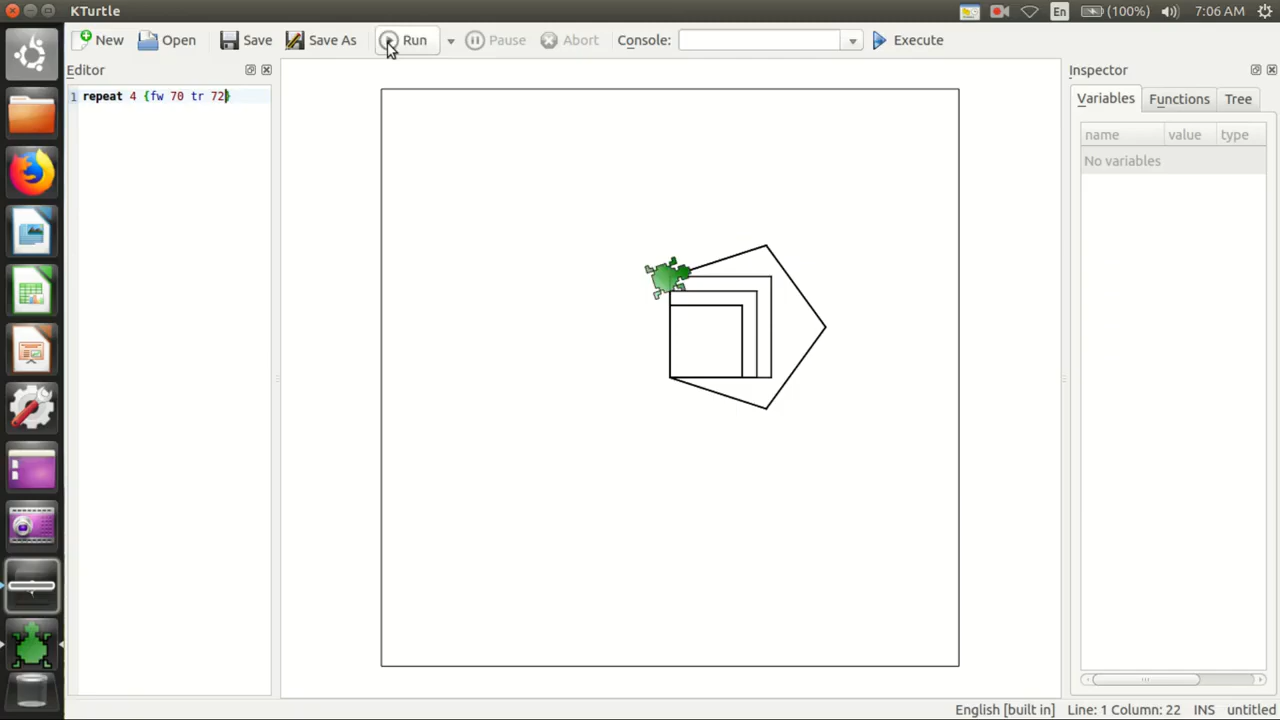 KTurtle
En
(100%)
7:06 AM
New
Open
Save
Save As
Run
Pause
Abort
Console:
Execute
Editor
Inspector
1 repeat 4 {fw 70 tr 72}
Variables
Functions
Tree
name value type
No variables
English [built in]
Line: 1 Column: 22
INS
untitled